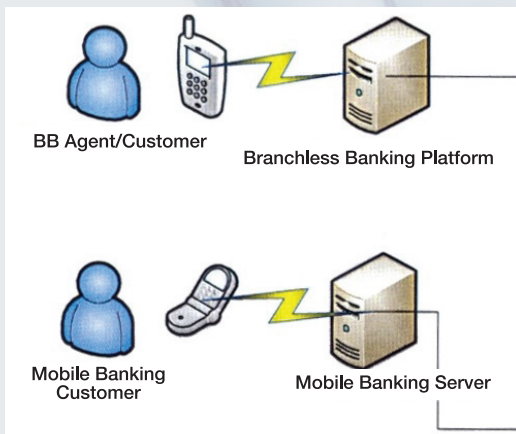 BB Agent/Customer
Branchless Banking Platform
Mobile Banking
Customer
Mobile Banking Server